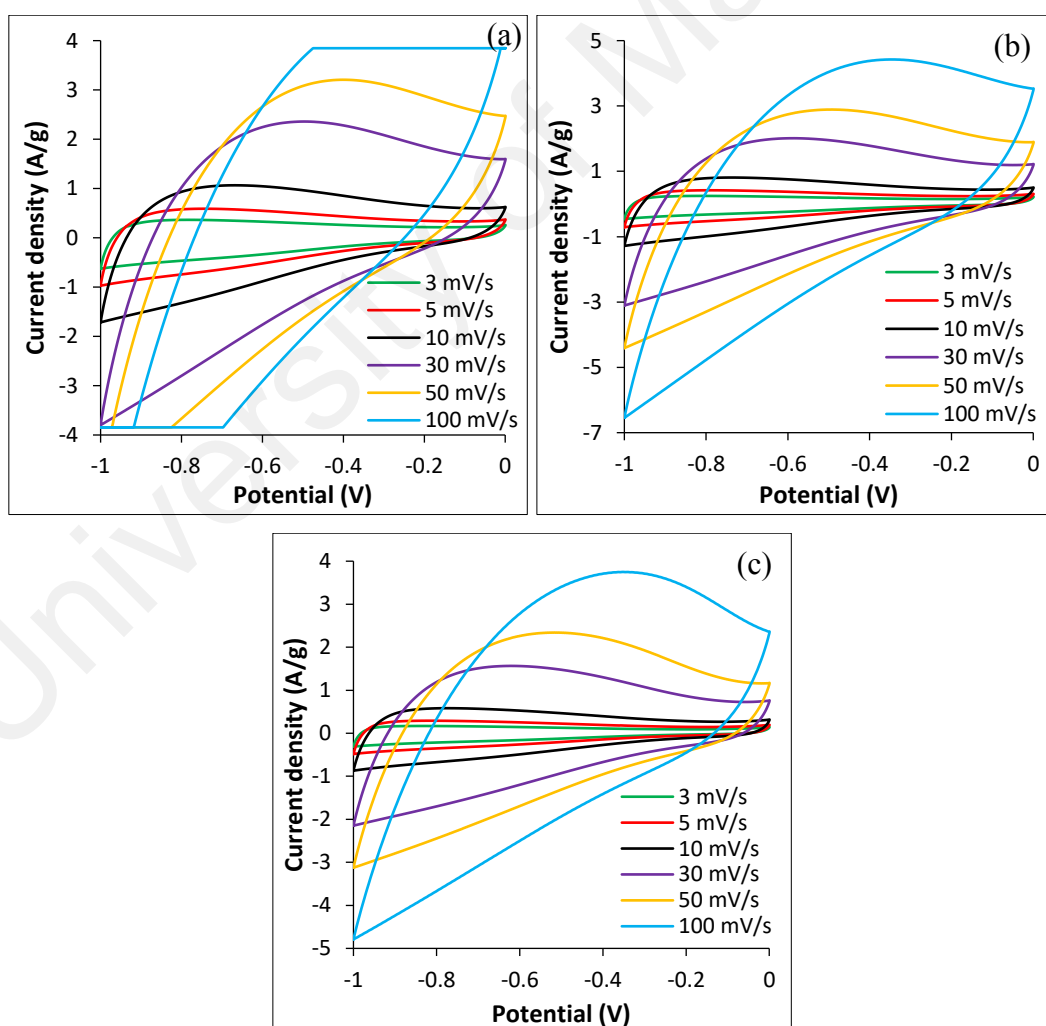 University of Ma
(a)
Current density (A/g)
4
3
2
1
0
-1
-2
-3
-4
3 mV/s
5 mV/s
10 mV/s
30 mV/s
50 mV/s
100 mV/s
-1 -0.8 -0.6 -0.4 -0.2 0
Potential (V)
(b)
Current density (A/g)
5
3
1
-1
-3
-5
-7
3 mV/s
5 mV/s
10 mV/s
30 mV/s
50 mV/s
100 mV/s
-1 -0.8 -0.6 -0.4 -0.2 0
Potential (V)
(c)
Current density (A/g)
4
3
2
1
0
-1
-2
-3
-4
-5
3 mV/s
5 mV/s
10 mV/s
30 mV/s
50 mV/s
100 mV/s
-1 -0.8 -0.6 -0.4 -0.2 0
Potential (V)